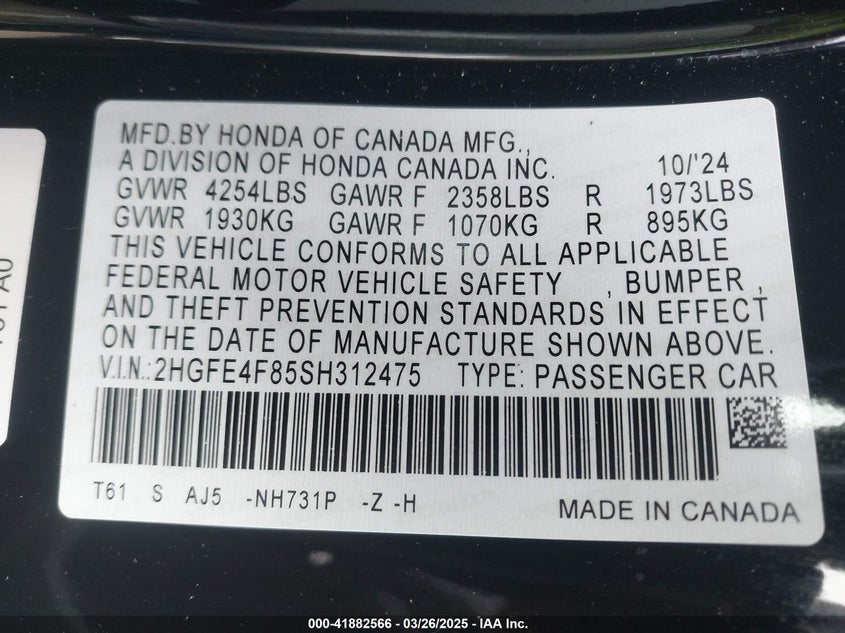 MFD.BY HONDA OF CANADA MFG.,
A DIVISION OF HONDA CANADA INC. 10/'24
GVWR 4254LBS GAWR F 2358LBS R 1973LBS
GVWR 1930KG GAWR F 1070KG R 895KG
THIS VEHICLE CONFORMS TO ALL APPLICABLE
FEDERAL MOTOR VEHICLE SAFETY , BUMPER ,
AND THEFT PREVENTION STANDARDS IN EFFECT
ON THE DATE OF MANUFACTURE SHOWN ABOVE.
V.I.N.:2HGFE4F85SH312475 TYPE: PASSENGER CAR
T61 S AJ5 -NH731P -Z -H
MADE IN CANADA
000-41882566 - 03/26/2025 - IAA Inc.